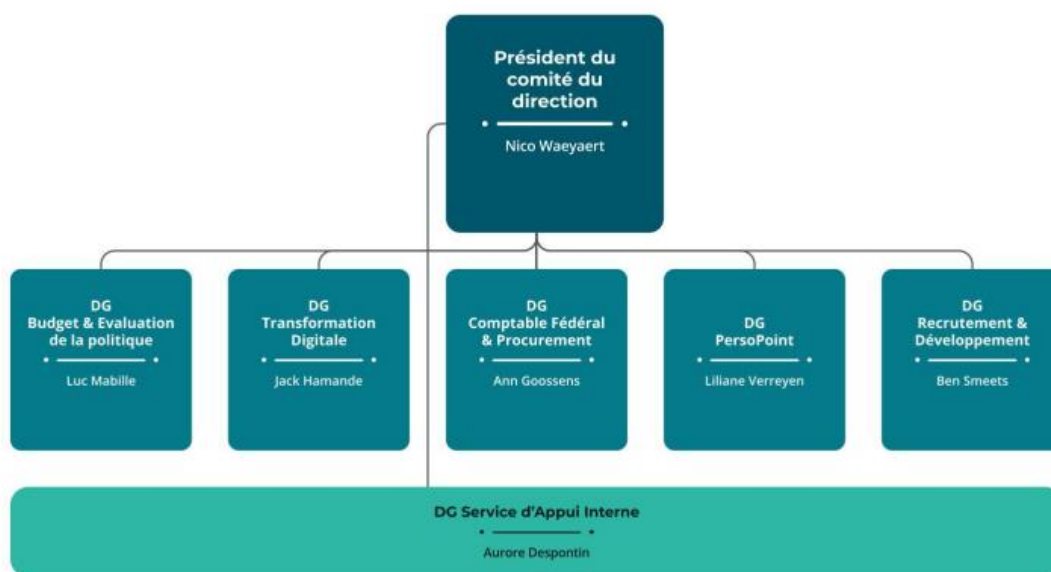 Président du
comité du
direction
Nico Waeyaert
DG
Budget & Evaluation
de la politique
Luc Mabille
DG
Transformation
Digitale
Jack Hamande
DG
Comptable Fédéral
& Procurement
Ann Goossens
DG
PersoPoint
Liliane Verreyen
DG
Recrutement &
Développement
Ben Smeets
DG Service d'Appui Interne
Aurore Despontin